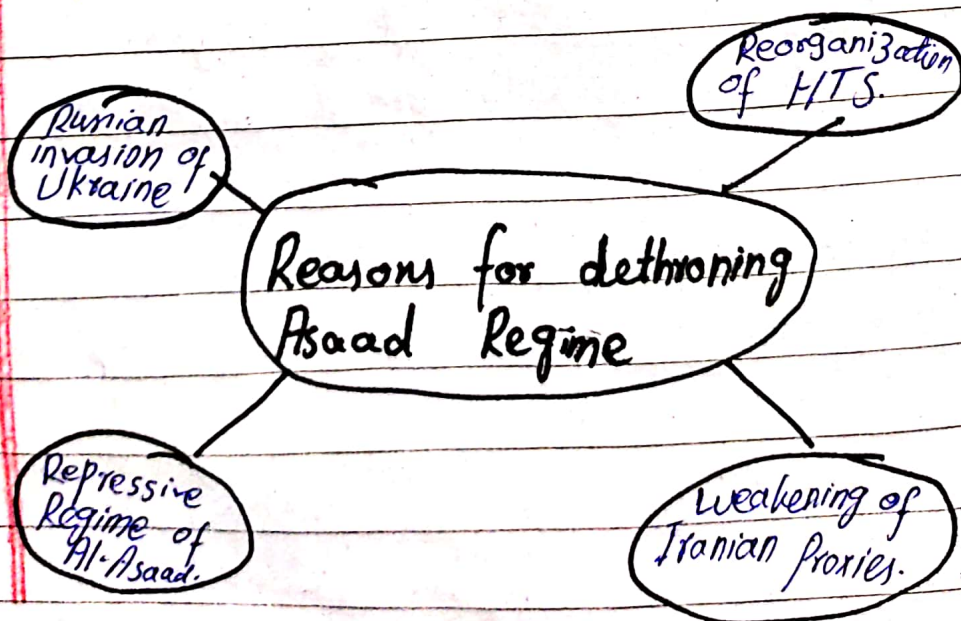 Reorganization
of HTS.
Russian
invasion of
Ukraine
Reasons for dethroning
Asaad Regime
Repressive
Regime of
Al-Asaad.
Weakening of
Iranian Proxies.